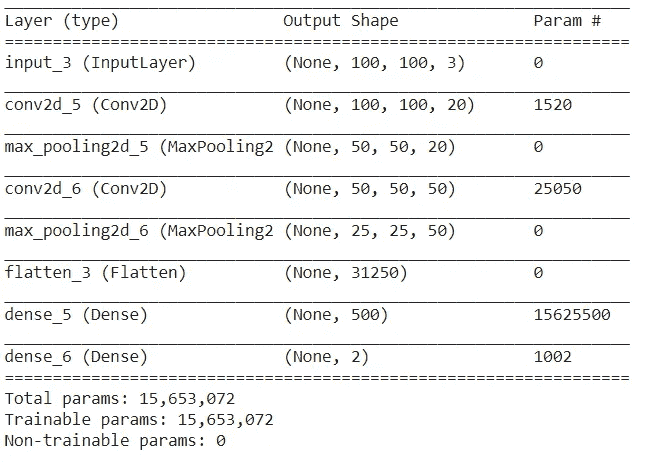 Layer (type) Output Shape Param #
input_3 (InputLayer) (None, 100, 100, 3) 0
conv2d_5 (Conv2D) (None, 100, 100, 20) 1520
max_pooling2d_5 (MaxPooling2 (None, 50, 50, 20) 0
conv2d_6 (Conv2D) (None, 50, 50, 50) 25050
max_pooling2d_6 (MaxPooling2 (None, 25, 25, 50) 0
flatten_3 (Flatten) (None, 31250) 0
dense_5 (Dense) (None, 500) 15625500
dense_6 (Dense) (None, 2) 1002
Total params: 15,653,072
Trainable params: 15,653,072
Non-trainable params: 0